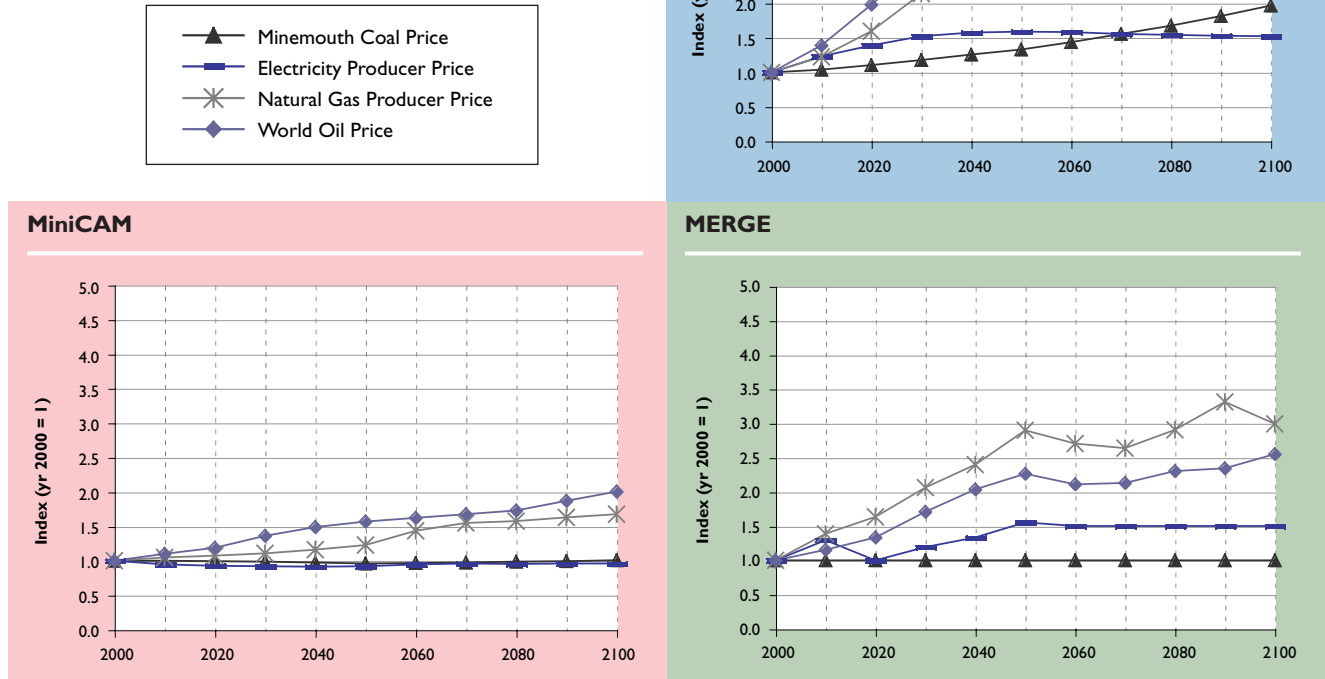 Minemouth Coal Price
Electricity Producer Price
Natural Gas Producer Price
World Oil Price
Index (
2.0
1.5
1.0
0.5
0.0
2000 2020 2040 2060 2080 2100
MiniCAM
Index (yr 2000 = 1)
5.0
4.5
4.0
3.5
3.0
2.5
2.0
1.5
1.0
0.5
0.0
2000 2020 2040 2060 2080 2100
MERGE
Index (yr 2000 = 1)
5.0
4.5
4.0
3.5
3.0
2.5
2.0
1.5
1.0
0.5
0.0
2000 2020 2040 2060 2080 2100